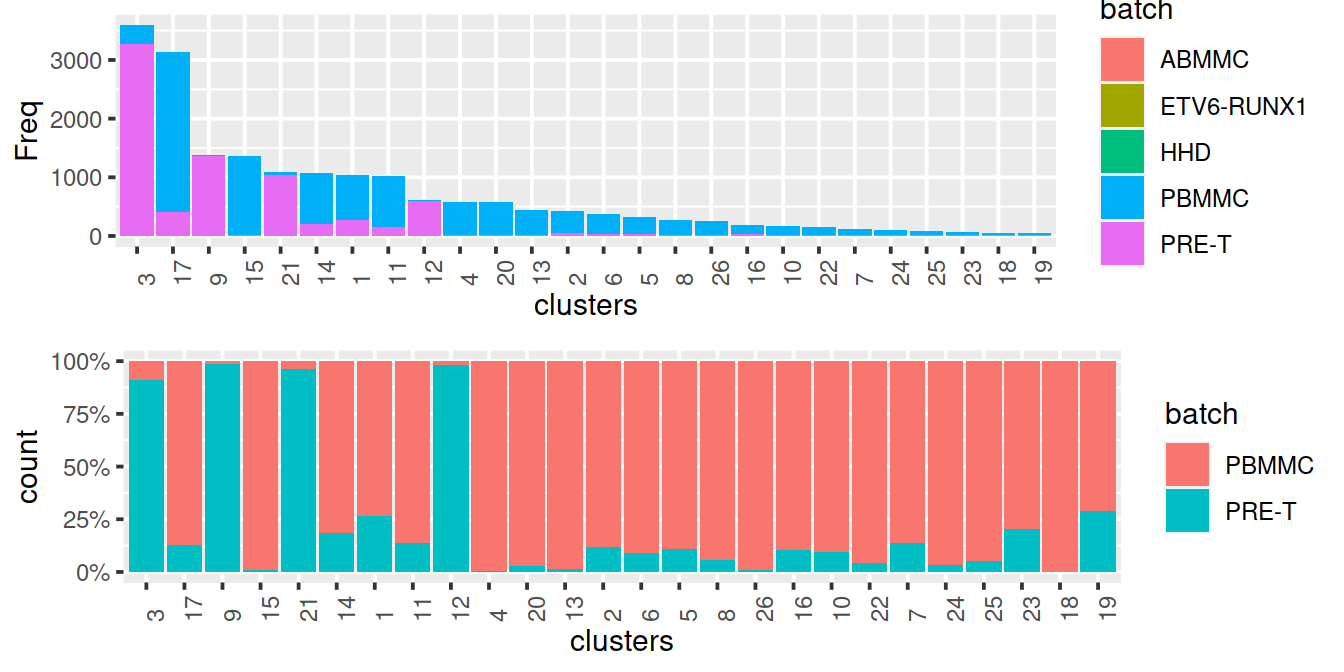 batch
ABMMC
ETV6-RUNX1
HHD
PBMMC
PRE-T
Freq
3000
2000
1000
0
3 17 9 15 21 14 1 11 12 4 20 13 2 6 5 8 26 16 10 22 7 24 25 23 18 19
clusters
count
100%
75%
50%
25%
0%
3 17 9 15 21 14 1 11 12 4 20 13 2 6 5 8 26 16 10 22 7 24 25 23 18 19
clusters
batch
PBMMC
PRE-T